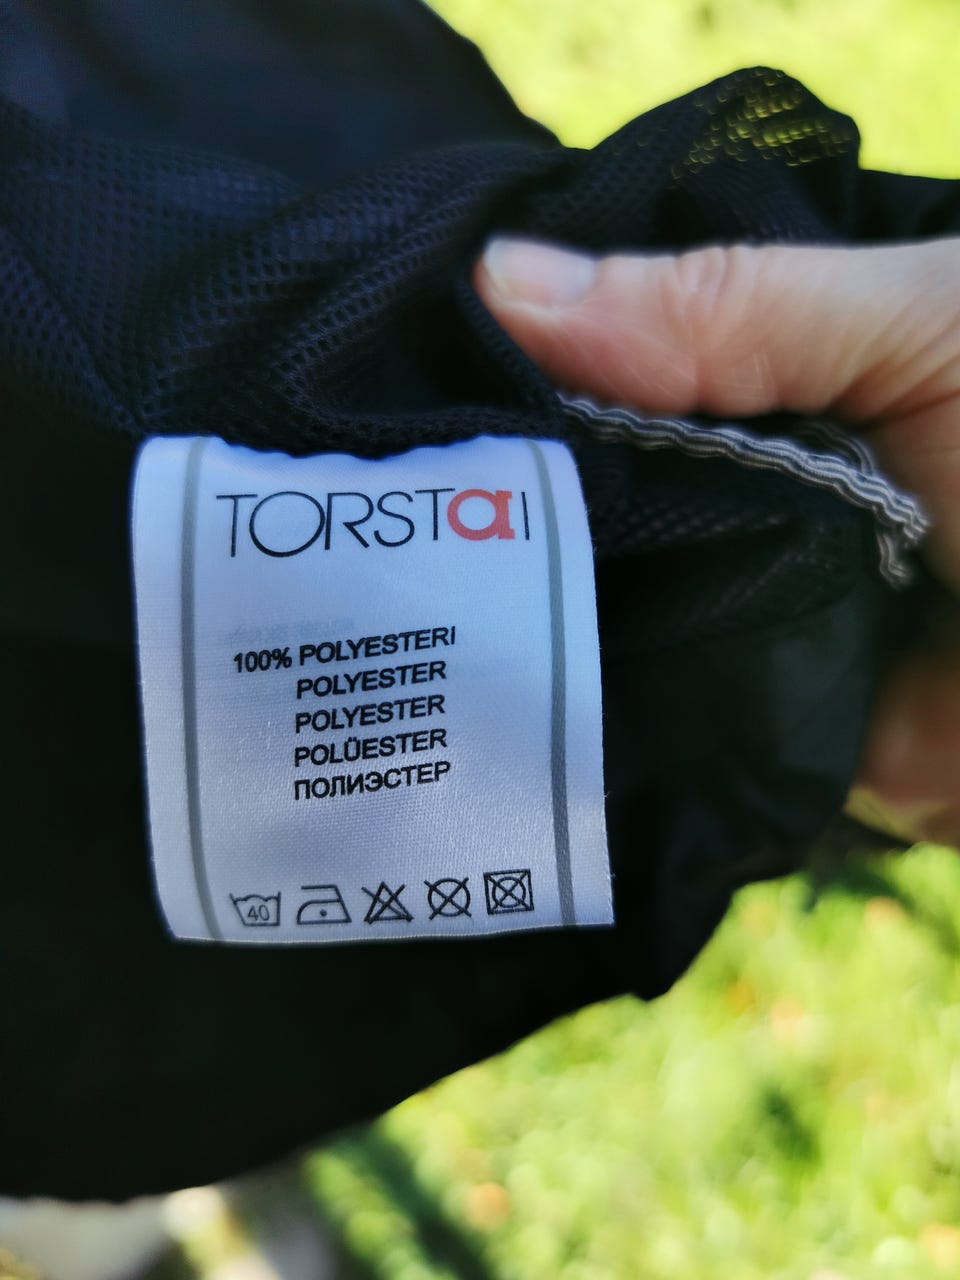 TORSTaI
100% POLYESTERI
POLYESTER
POLYESTER
POLÜESTER
ПОЛИЭСТЕР
40